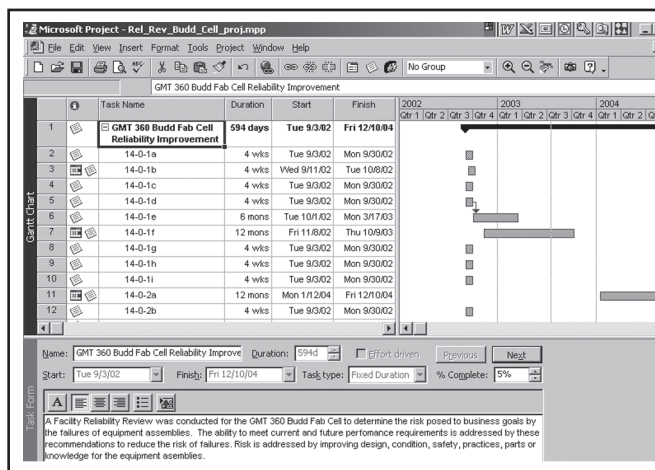 Microsoft Project - Rel_Rev_Budd_Cell_proj.mpp
File Edit View Insert Format Tools Project Window Help
No Group
GMT 360 Budd Fab Cell Reliability Improvement
Task Name Duration Start Finish
2002 2003 2004
Qtr 1 Qtr 2 Qtr 3 Qtr 4 Qtr 1 Qtr 2 Qtr 3 Qtr 4 Qtr 1 Qtr 2
1 GMT 360 Budd Fab Cell 594 days Tue 9/3/02 Fri 12/10/04
Reliability Improvement
2 14-0-1a 4 wks Tue 9/3/02 Mon 9/30/02
3 14-0-1b 4 wks Wed 9/11/02 Tue 10/8/02
4 14-0-1c 4 wks Tue 9/3/02 Mon 9/30/02
5 14-0-1d 4 wks Tue 9/3/02 Mon 9/30/02
6 14-0-1e 6 mons Tue 10/1/02 Mon 3/17/03
7 14-0-1f 12 mons Fri 11/8/02 Thu 10/9/03
8 14-0-1g 4 wks Tue 9/3/02 Mon 9/30/02
9 14-0-1h 4 wks Tue 9/3/02 Mon 9/30/02
10 14-0-1i 4 wks Tue 9/3/02 Mon 9/30/02
11 14-0-2a 12 mons Mon 1/12/04 Fri 12/10/04
12 14-0-2b 4 wks Tue 9/3/02 Mon 9/30/02
Gantt Chart
Name: GMT 360 Budd Fab Cell Reliability Improve Duration: 594d Effort driven Previous Next
Start: Tue 9/3/02 Finish: Fri 12/10/04 Task type: Fixed Duration % Complete: 5%
Task Form
A Facility Reliability Review was conducted for the GMT 360 Budd Fab Cell to determine the risk posed to business goals by
the failures of equipment assemblies. The ability to meet current and future perfomance requirements is addressed by these
recommendations to reduce the risk of failures. Risk is addressed by improving design, condition, safety, practices, parts or
knowledge for the equipment asemblies.